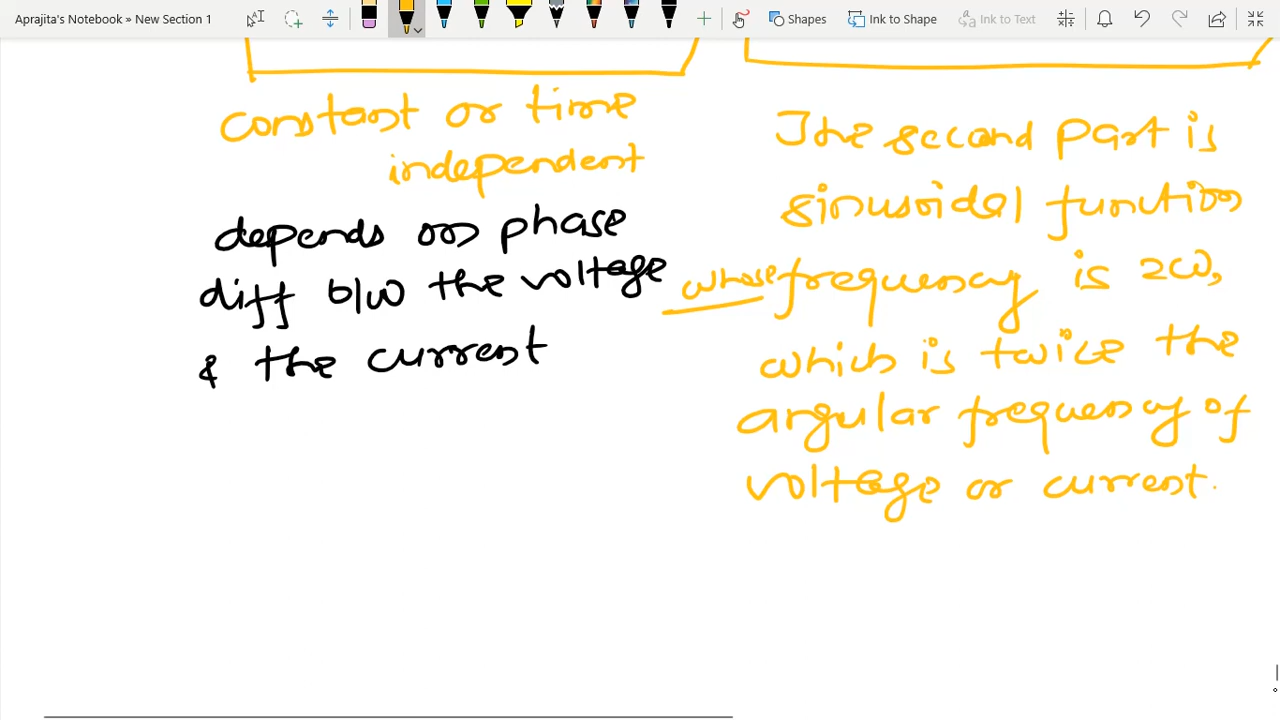 Aprajita's Notebook » New Section 1
Shapes
Ink to Shape
Ink to Text
constant or time
independent
depends on phase
diff b/w the voltage
& the current
The second part is
sinusoidal function
whose frequency is 2ω,
which is twice the
angular frequency of
voltage or current.